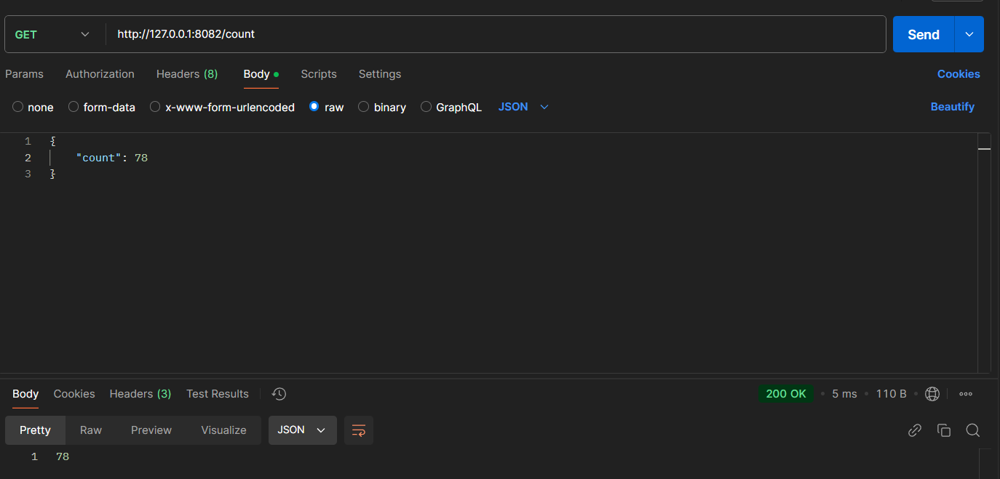 GET http://127.0.0.1:8082/count Send
Params Authorization Headers (8) Body Scripts Settings Cookies
none form-data x-www-form-urlencoded raw binary GraphQL JSON Beautify
1 {
2 "count": 78
3 }
Body Cookies Headers (3) Test Results 200 OK • 5 ms • 110 B •
Pretty Raw Preview Visualize JSON
1 78